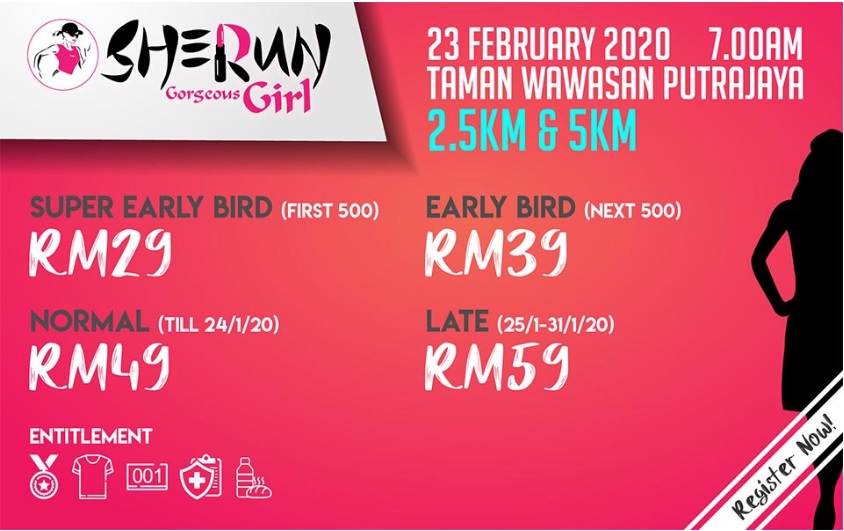 SHERUN
Gorgeous Girl
23 FEBRUARY 2020 7.00AM
TAMAN WAWASAN PUTRAJAYA
2.5KM & 5KM
SUPER EARLY BIRD (FIRST 500)
RM29
EARLY BIRD (NEXT 500)
RM39
NORMAL (TILL 24/1/20)
RM49
LATE (25/1-31/1/20)
RM59
ENTITLEMENT
001
Register Now!